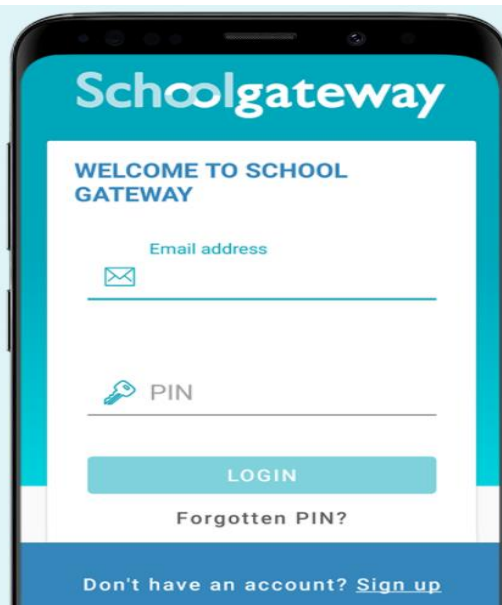 Schoolgateway
WELCOME TO SCHOOL
GATEWAY
Email address
PIN
LOGIN
Forgotten PIN?
Don't have an account? Sign up